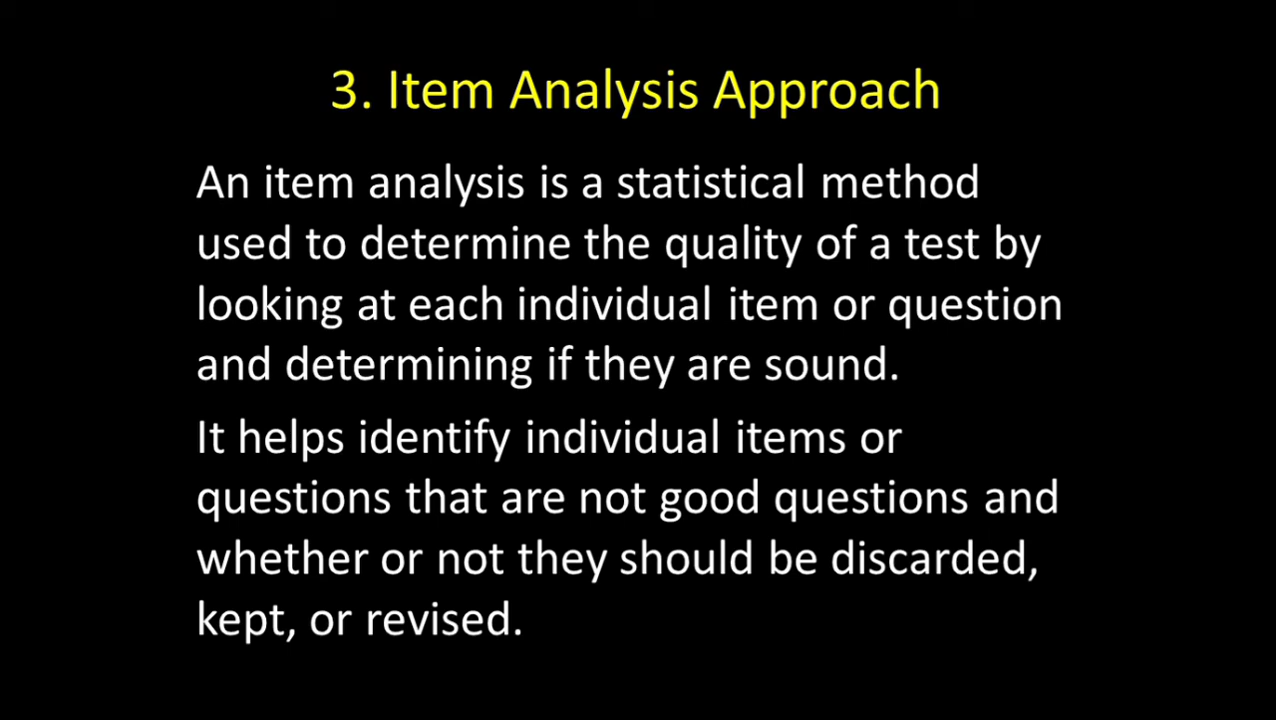 3. Item Analysis Approach
An item analysis is a statistical method
used to determine the quality of a test by
looking at each individual item or question
and determining if they are sound.
It helps identify individual items or
questions that are not good questions and
whether or not they should be discarded,
kept, or revised.